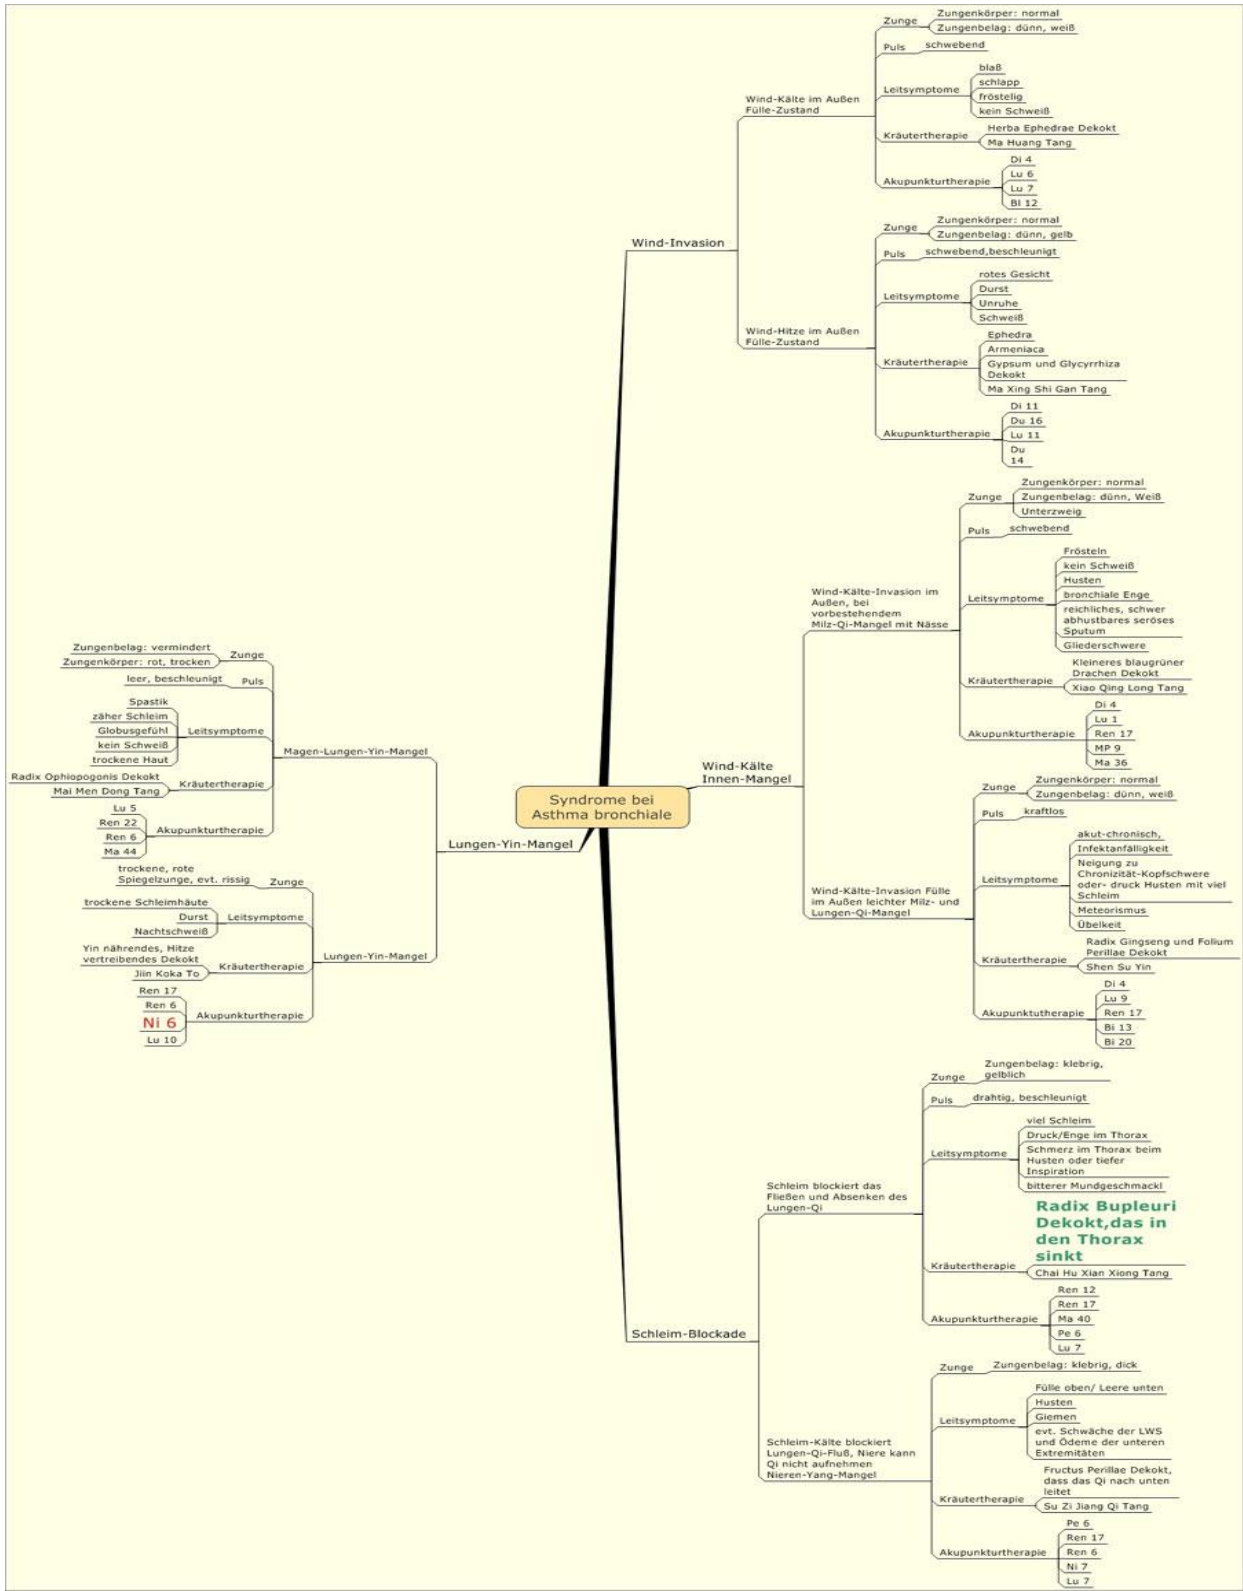 Syndrome bei
Asthma bronchiale
Wind-Invasion
Wind-Kälte im Außen
Fülle-Zustand
Zunge
Zungenkörper: normal
Zungenbelag: dünn, weiß
Puls
schwebend
Leitsymptome
blaß
schlapp
fröstelig
kein Schweiß
Kräutertherapie
Herba Ephedrae Dekokt
Ma Huang Tang
Akupunkturtherapie
Di 4
Lu 6
Lu 7
Bl 12
Wind-Hitze im Außen
Fülle-Zustand
Zunge
Zungenkörper: normal
Zungenbelag: dünn, gelb
Puls
schwebend,beschleunigt
Leitsymptome
rotes Gesicht
Durst
Unruhe
Schweiß
Kräutertherapie
Ephedra
Armeniaca
Gypsum und Glycyrrhiza
Dekokt
Ma Xing Shi Gan Tang
Akupunkturtherapie
Di 11
Du 16
Lu 11
Du
14
Wind-Kälte
Innen-Mangel
Wind-Kälte-Invasion im
Außen, bei
vorbestehendem
Milz-Qi-Mangel mit Nässe
Zunge
Zungenkörper: normal
Zungenbelag: dünn, Weiß
Unterzweig
Puls
schwebend
Leitsymptome
Frösteln
kein Schweiß
Husten
bronchiale Enge
reichliches, schwer
abhustbares seröses
Sputum
Gliederschwere
Kräutertherapie
Kleineres blaugrüner
Drachen Dekokt
Xiao Qing Long Tang
Akupunkturtherapie
Di 4
Lu 1
Ren 17
MP 9
Ma 36
Wind-Kälte-Invasion Fülle
im Außen leichter Milz- und
Lungen-Qi-Mangel
Zunge
Zungenkörper: normal
Zungenbelag: dünn, weiß
Puls
kraftlos
Leitsymptome
akut-chronisch,
Infektanfälligkeit
Neigung zu
Chronizität-Kopfschwere
oder- druck Husten mit viel
Schleim
Meteorismus
Übelkeit
Kräutertherapie
Radix Gingseng und Folium
Perillae Dekokt
Shen Su Yin
Akupunktutherapie
Di 4
Lu 9
Ren 17
Bi 13
Bi 20
Schleim-Blockade
Schleim blockiert das
Fließen und Absenken des
Lungen-Qi
Zunge
Zungenbelag: klebrig,
gelblich
Puls
drahtig, beschleunigt
Leitsymptome
viel Schleim
Druck/Enge im Thorax
Schmerz im Thorax beim
Husten oder tiefer
Inspiration
bitterer Mundgeschmackl
Kräutertherapie
Radix Bupleuri
Dekokt,das in
den Thorax
sinkt
Chai Hu Xian Xiong Tang
Akupunkturtherapie
Ren 12
Ren 17
Ma 40
Pe 6
Lu 7
Schleim-Kälte blockiert
Lungen-Qi-Fluß, Niere kann
Qi nicht aufnehmen
Nieren-Yang-Mangel
Zunge
Zungenbelag: klebrig, dick
Leitsymptome
Fülle oben/ Leere unten
Husten
Giemen
evt. Schwäche der LWS
und Ödeme der unteren
Extremitäten
Kräutertherapie
Fructus Perillae Dekokt,
dass das Qi nach unten
leitet
Su Zi Jiang Qi Tang
Akupunkturtherapie
Pe 6
Ren 17
Ren 6
Ni 7
Lu 7
Lungen-Yin-Mangel
Magen-Lungen-Yin-Mangel
Zunge
Zungenbelag: vermindert
Zungenkörper: rot, trocken
Puls
leer, beschleunigt
Leitsymptome
Spastik
zäher Schleim
Globusgefühl
kein Schweiß
trockene Haut
Kräutertherapie
Radix Ophiopogonis Dekokt
Mai Men Dong Tang
Akupunkturtherapie
Lu 5
Ren 22
Ren 6
Ma 44
Lungen-Yin-Mangel
Zunge
trockene, rote
Spiegelzunge, evt. rissig
Leitsymptome
trockene Schleimhäute
Durst
Nachtschweiß
Kräutertherapie
Yin nährendes, Hitze
vertreibendes Dekokt
Jiin Koka To
Akupunkturtherapie
Ren 17
Ren 6
Ni 6
Lu 10